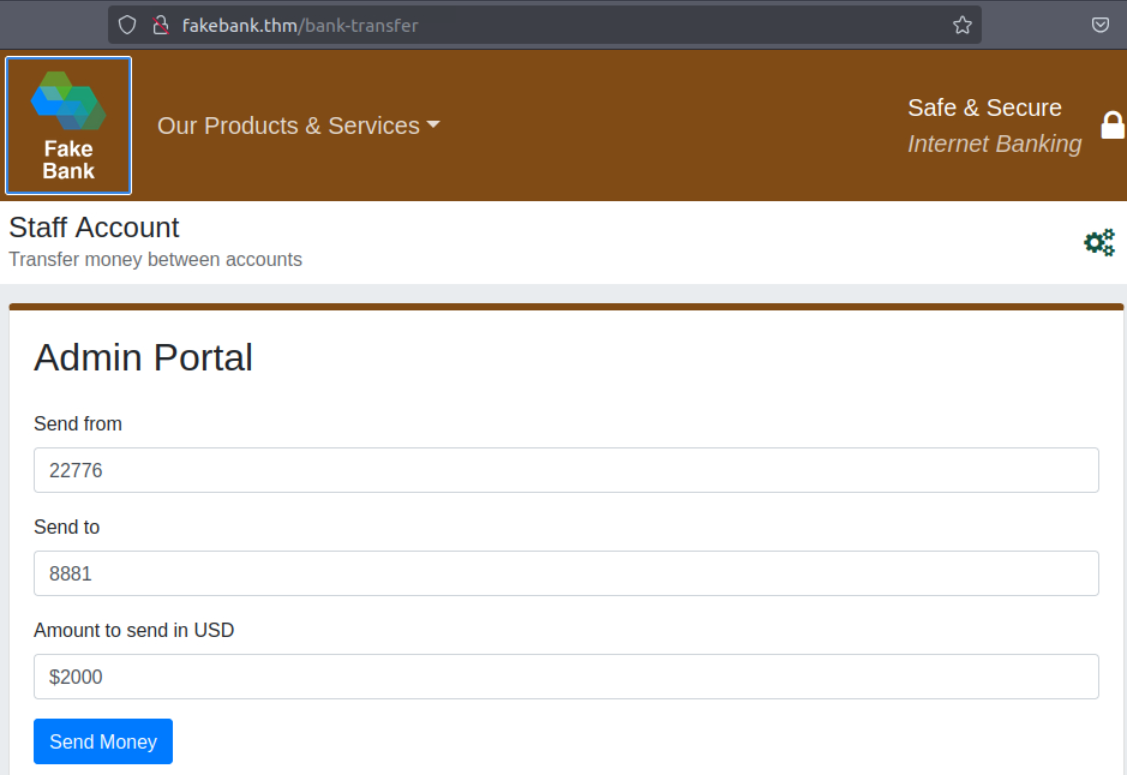 fakebank.thm/bank-transfer
Fake
Bank
Our Products & Services
Safe & Secure
Internet Banking
Staff Account
Transfer money between accounts
Admin Portal
Send from
22776
Send to
8881
Amount to send in USD
$2000
Send Money